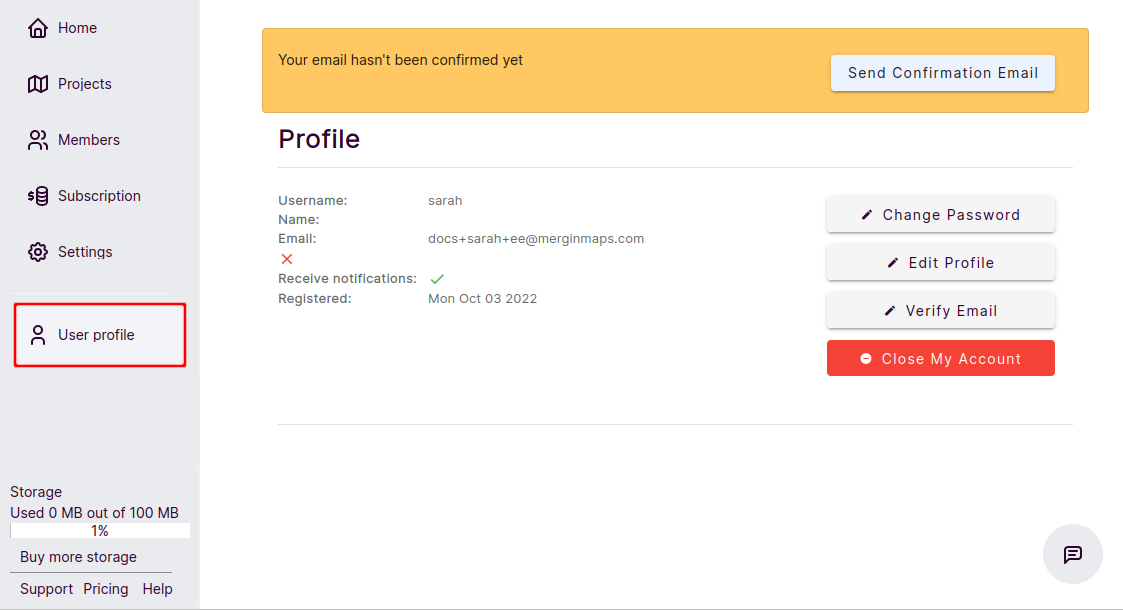 Home
Projects
Members
Subscription
Settings
User profile
Storage
Used 0 MB out of 100 MB
1%
Buy more storage
Support Pricing Help
Your email hasn't been confirmed yet
Send Confirmation Email
Profile
Username: sarah
Name:
Email: docs+sarah+ee@merginmaps.com
Receive notifications:
Registered: Mon Oct 03 2022
Change Password
Edit Profile
Verify Email
Close My Account